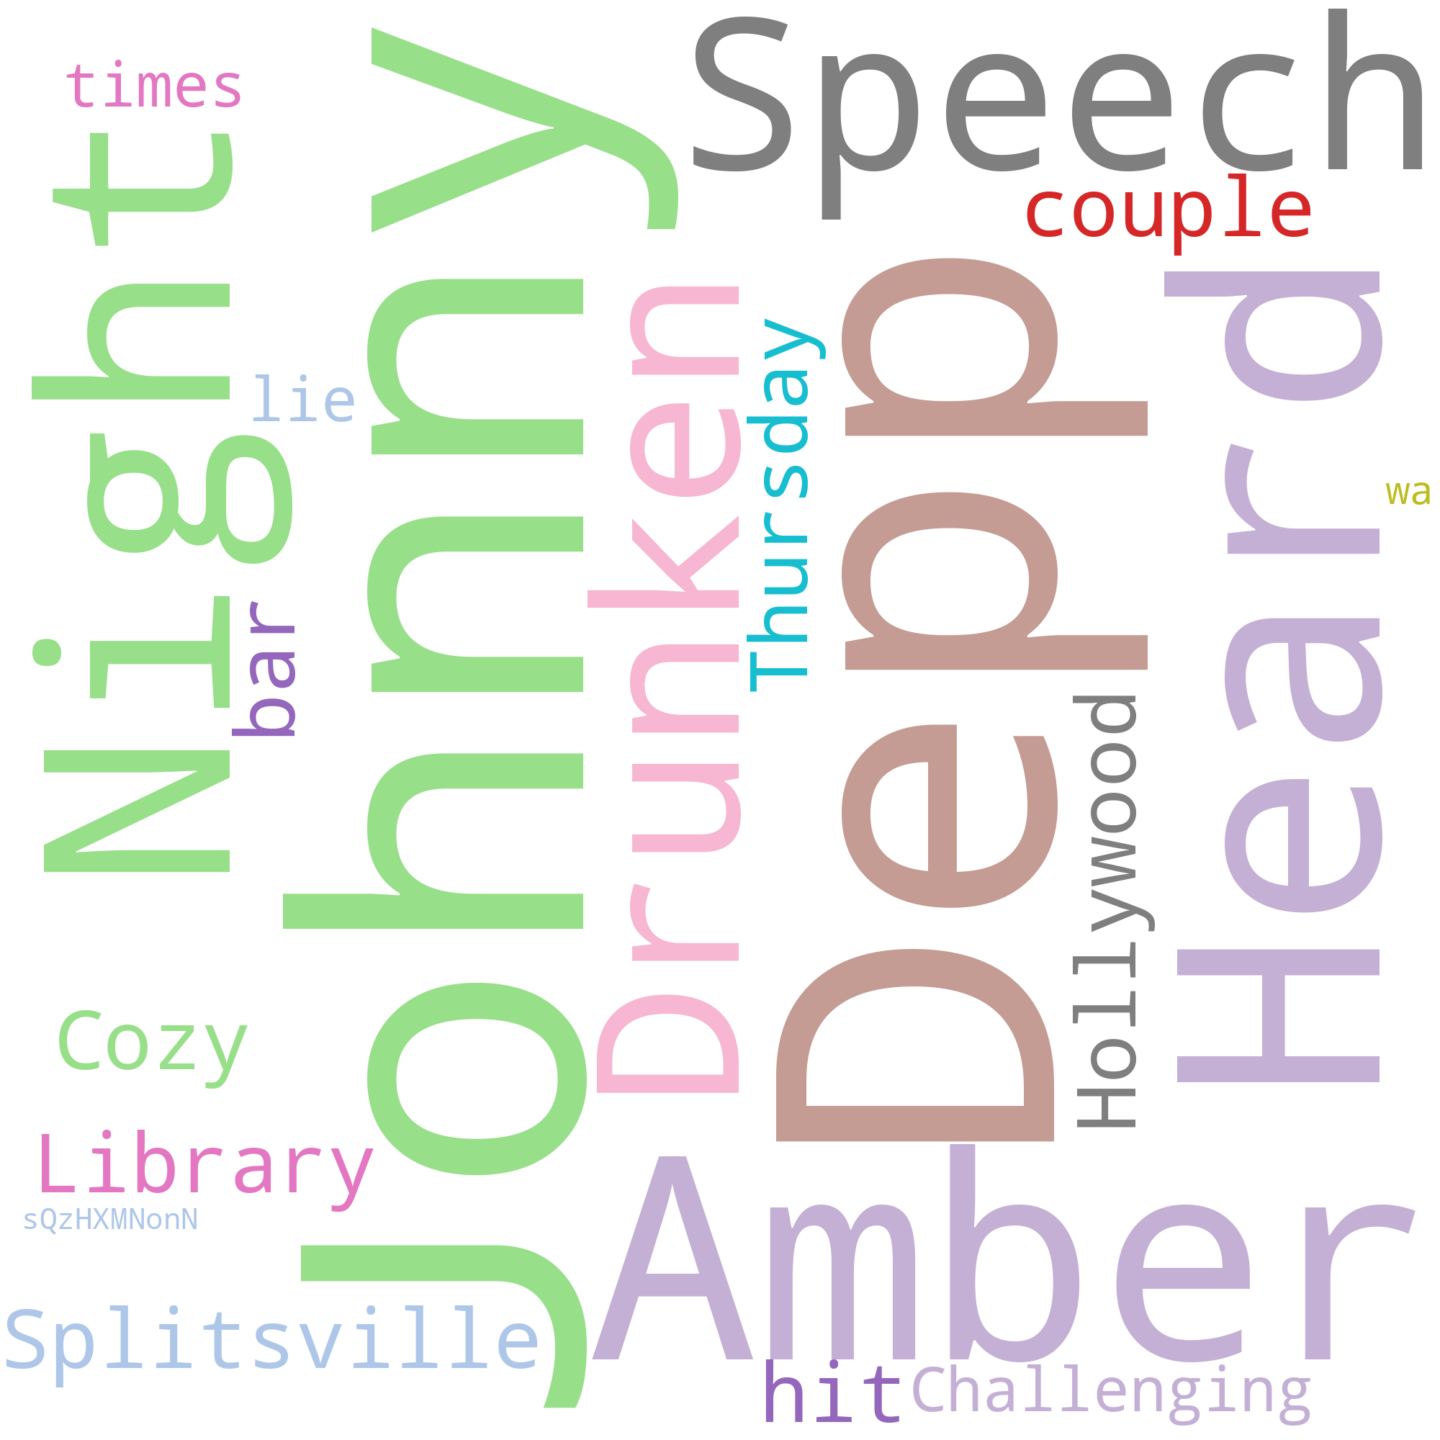 times
Speech
couple
Night
Johnny
Drunken
Thursday
Depp
Heard
lie
wa
bar
Hollywood
Cozy
Library
sQzHXMNonN
Amber
Splitsville
hit
Challenging